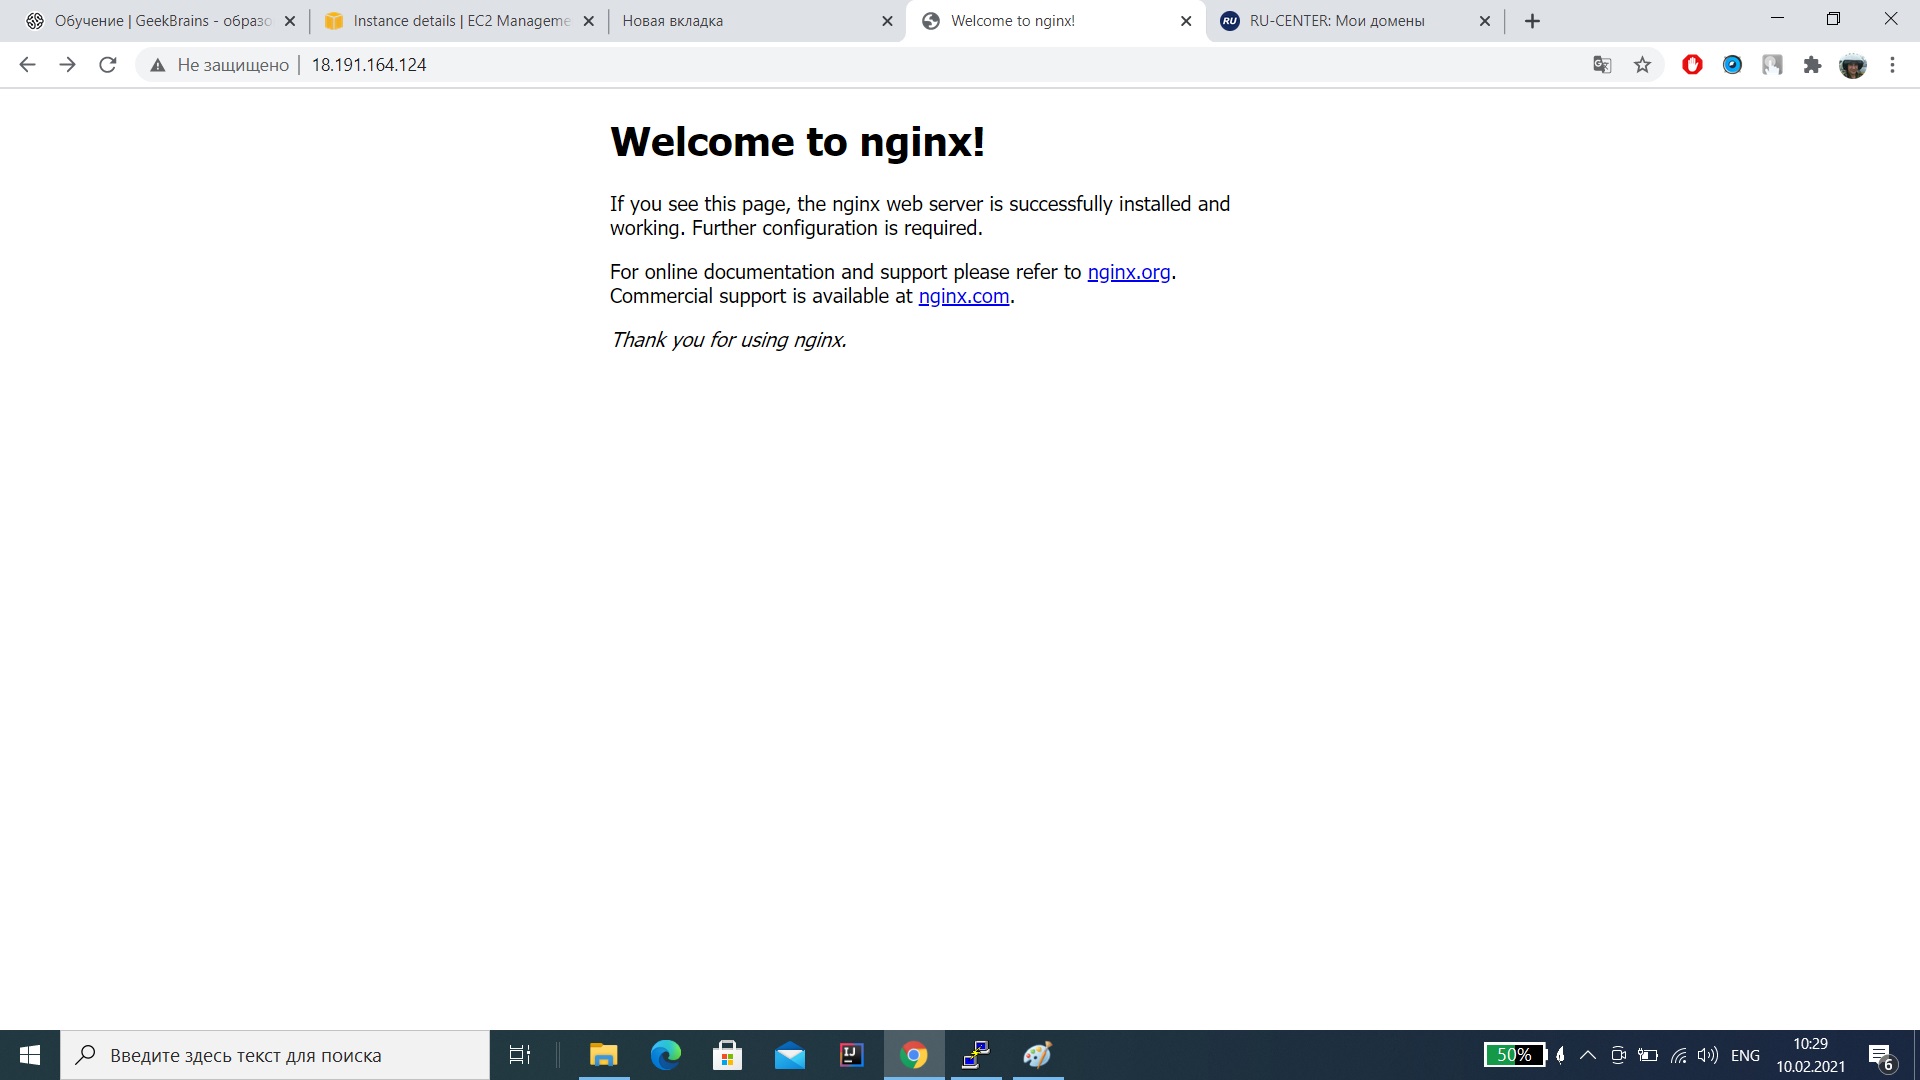 Обучение | GeekBrains - образо
Instance details | EC2 Manageme
Новая вкладка
Welcome to nginx!
RU
RU-CENTER: Мои домены
Не защищено
18.191.164.124
Welcome to nginx!
If you see this page, the nginx web server is successfully installed and
working. Further configuration is required.
For online documentation and support please refer to nginx.org.
Commercial support is available at nginx.com.
Thank you for using nginx.
Введите здесь текст для поиска
IJ
50%
ENG
10:29
10.02.2021
6